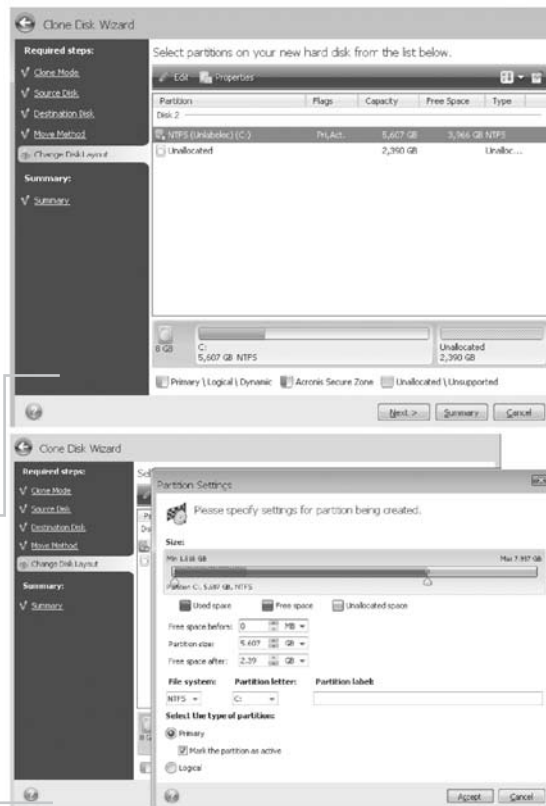 Clone Disk Wizard
Required steps:
Clone Mode
Source Disk
Destination Disk
Move Method
Change Disk Layout
Summary:
Summary
Select partitions on your new hard disk from the list below.
Edit Properties
Partition Flags Capacity Free Space Type
Disk 2
NTFS (Unlabeled) (C:) Pri,Act. 5,607 GB 3,966 GB NTFS
Unallocated 2,390 GB Unalloc...
8 GB
C:
5,607 GB NTFS
Unallocated
2,390 GB
Primary \ Logical \ Dynamic Acronis Secure Zone Unallocated \ Unsupported
Next > Summary Cancel
Clone Disk Wizard
Required steps:
Clone Mode
Source Disk
Destination Disk
Move Method
Change Disk Layout
Summary:
Summary
Partition Settings
Please specify settings for partition being created.
Size:
Partition C:, 5,607 GB, NTFS
Used space Free space Unallocated space
Free space before: 0 MB
Partition size: 5.607 GB
Free space after: 2.39 GB
File system: Partition letter: Partition label:
NTFS C:
Select the type of partition:
Primary
Mark the partition as active
Logical
Accept Cancel